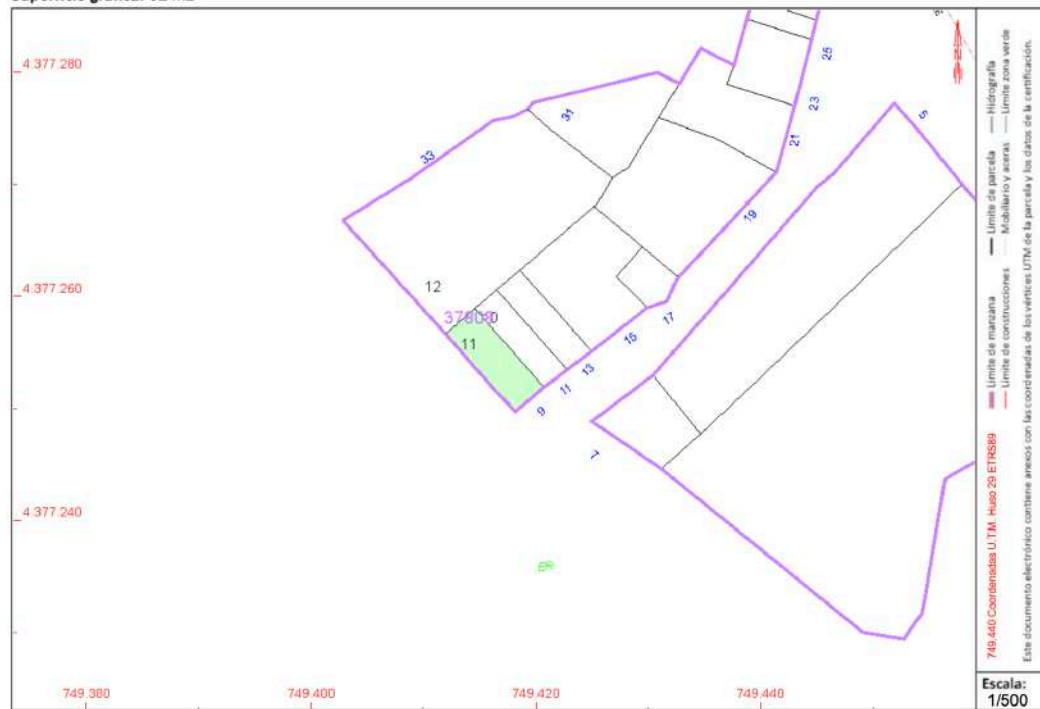 4.377.280
4.377.260
4.377.240
749.380
749.400
749.420
749.440
33
31
25
23
21
19
17
15
13
11
9
7
5
12
11
Límite de manzana
Límite de parcela
Hidrografía
Límite de construcciones
Mobiliario y aceras
Límite zona verde
749.440 Coordenadas U.T.M. Huso 29 ETRS89
Este documento electrónico contiene anexos con las coordenadas de los vértices UTM de la parcela y los datos de la certificación.
Escala:
1/500